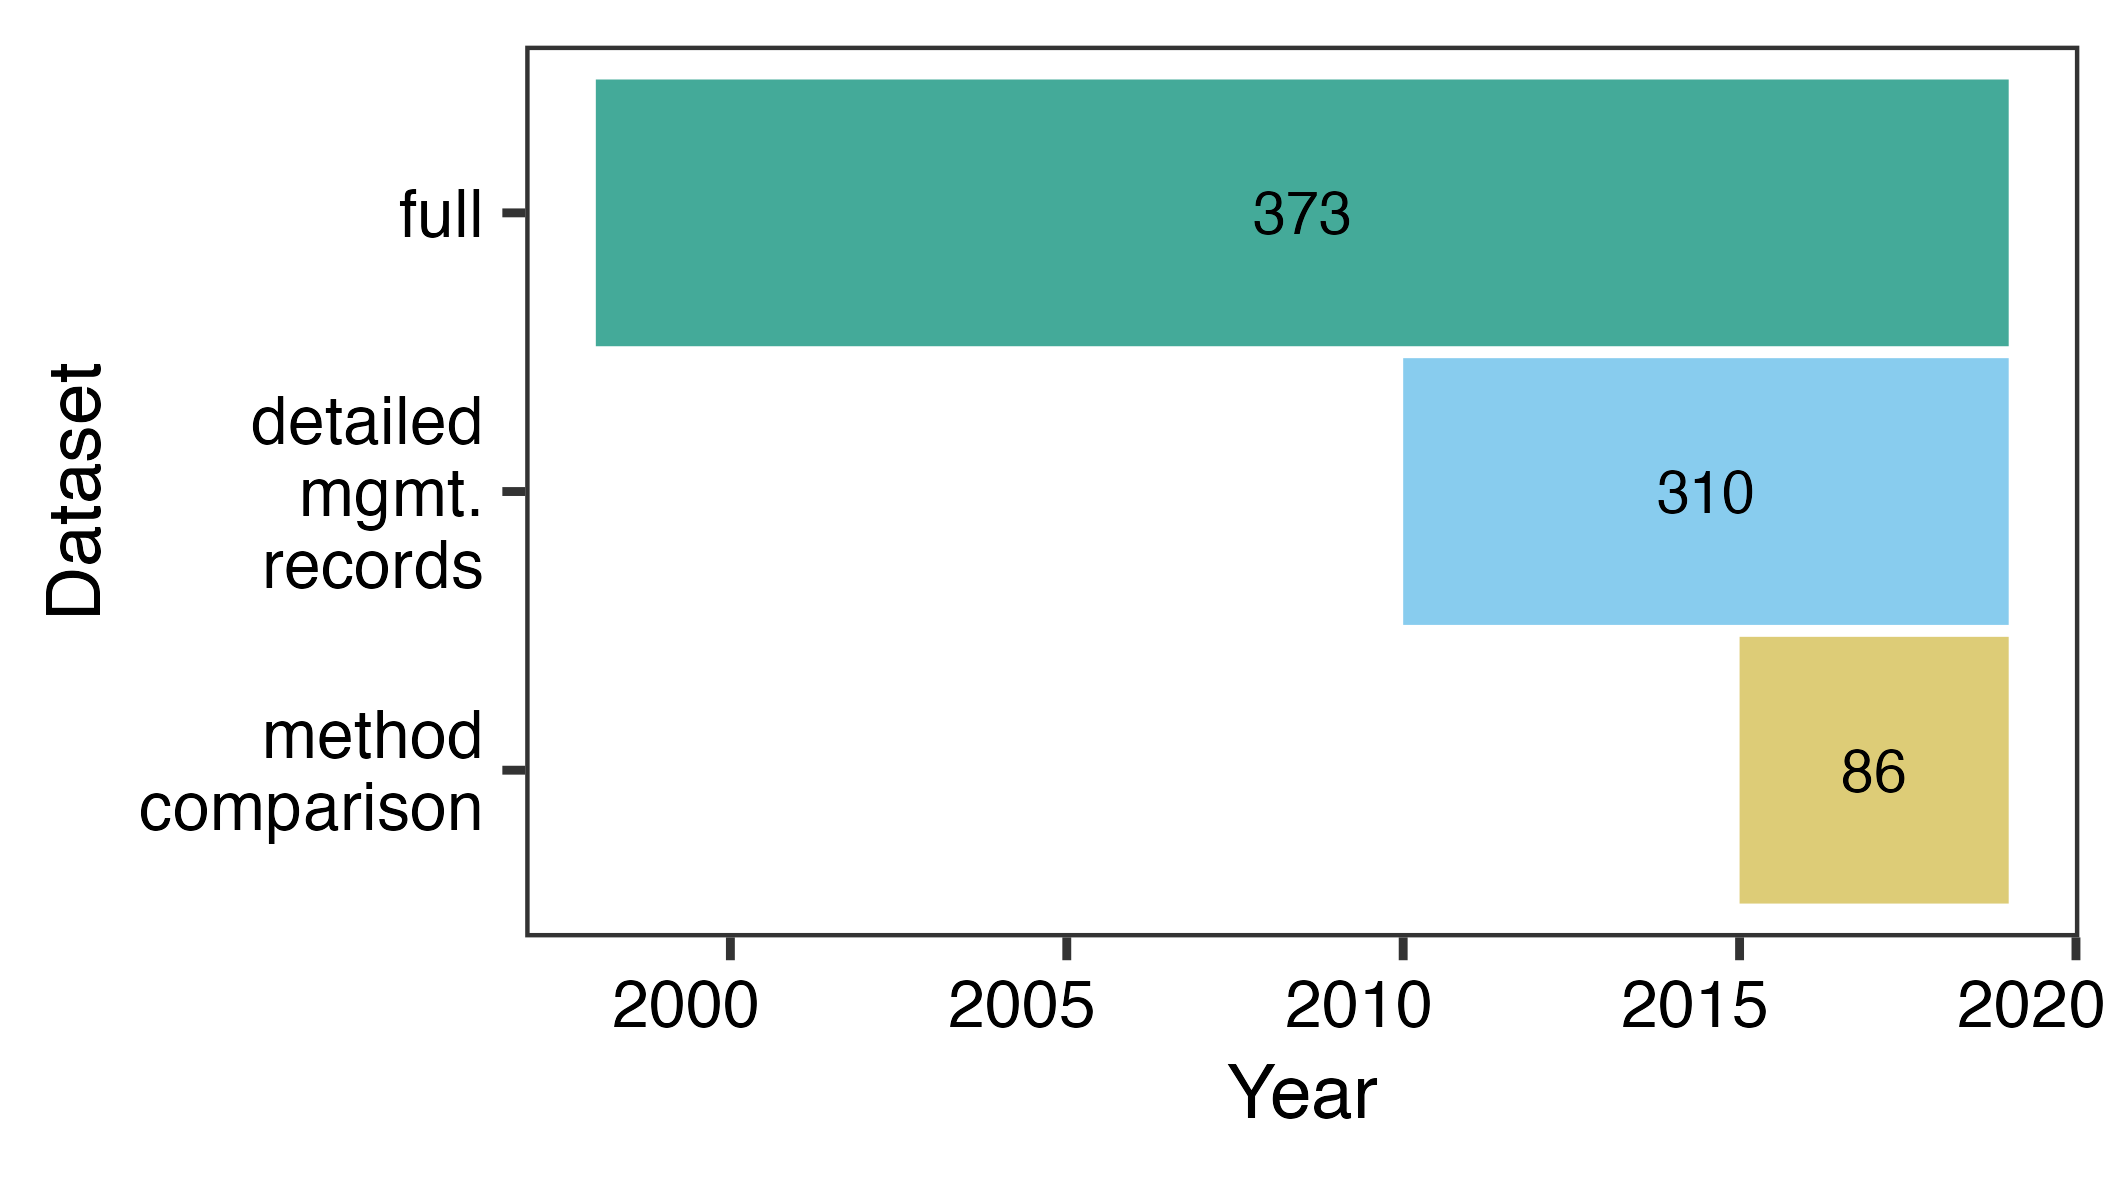 Dataset
full
373
detailed
mgmt.
records
310
method
comparison
86
2000
2005
2010
2015
2020
Year